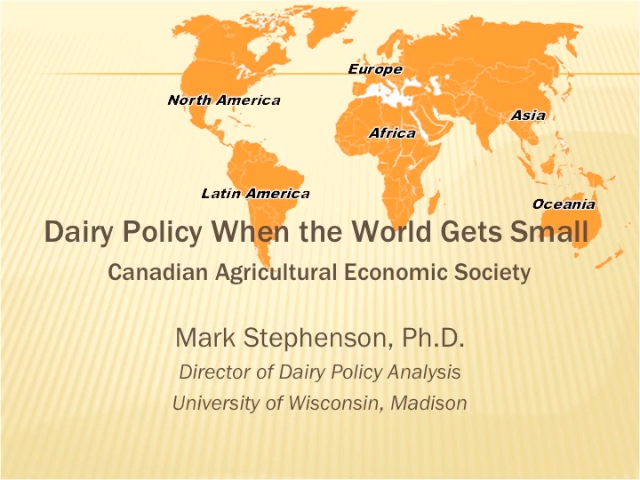 Europe
North America
Asia
Africa
Latin America
Oceania
Dairy Policy When the World Gets Small
Canadian Agricultural Economic Society
Mark Stephenson, Ph.D.
Director of Dairy Policy Analysis
University of Wisconsin, Madison